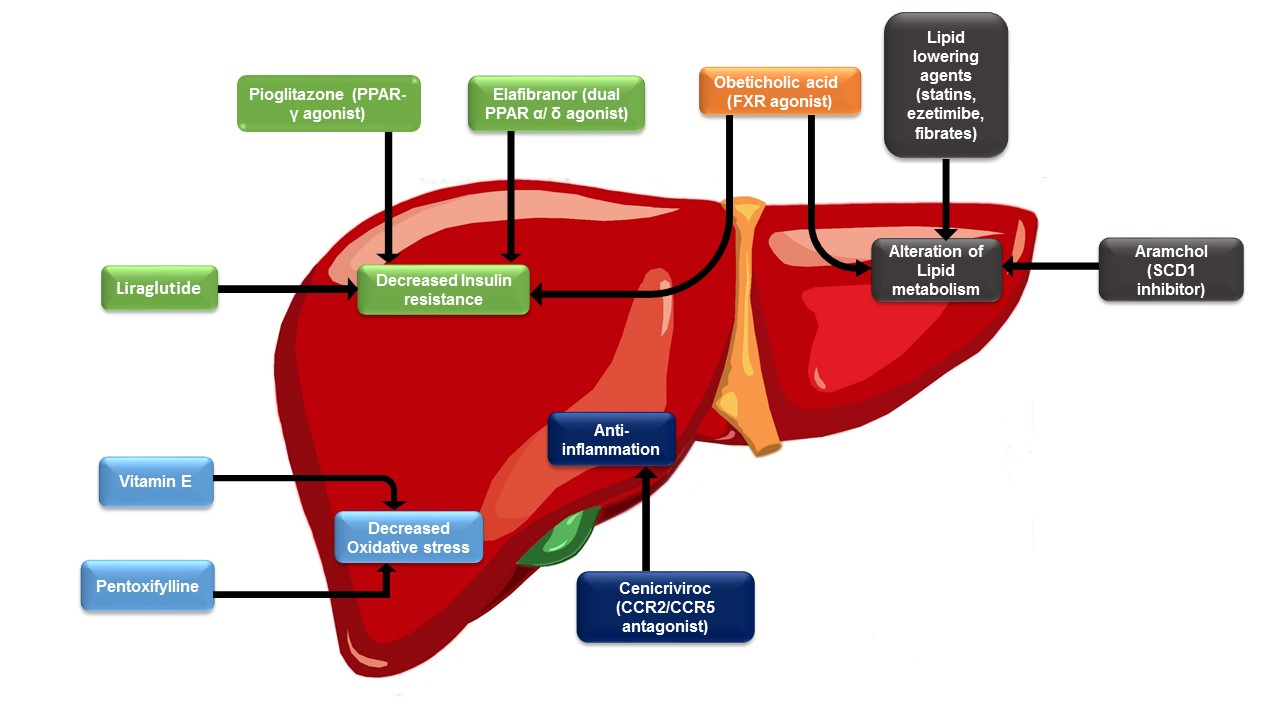 Lipid
lowering
agents
(statins,
ezetimibe,
fibrates)
Pioglitazone (PPAR-
γ agonist)
Elafibranor (dual
PPAR α/ δ agonist)
Obeticholic acid
(FXR agonist)
Liraglutide
Decreased Insulin
resistance
Alteration of
Lipid
metabolism
Aramchol
(SCD1
inhibitor)
Anti-
inflammation
Vitamin E
Decreased
Oxidative stress
Pentoxifylline
Cenicriviroc
(CCR2/CCR5
antagonist)